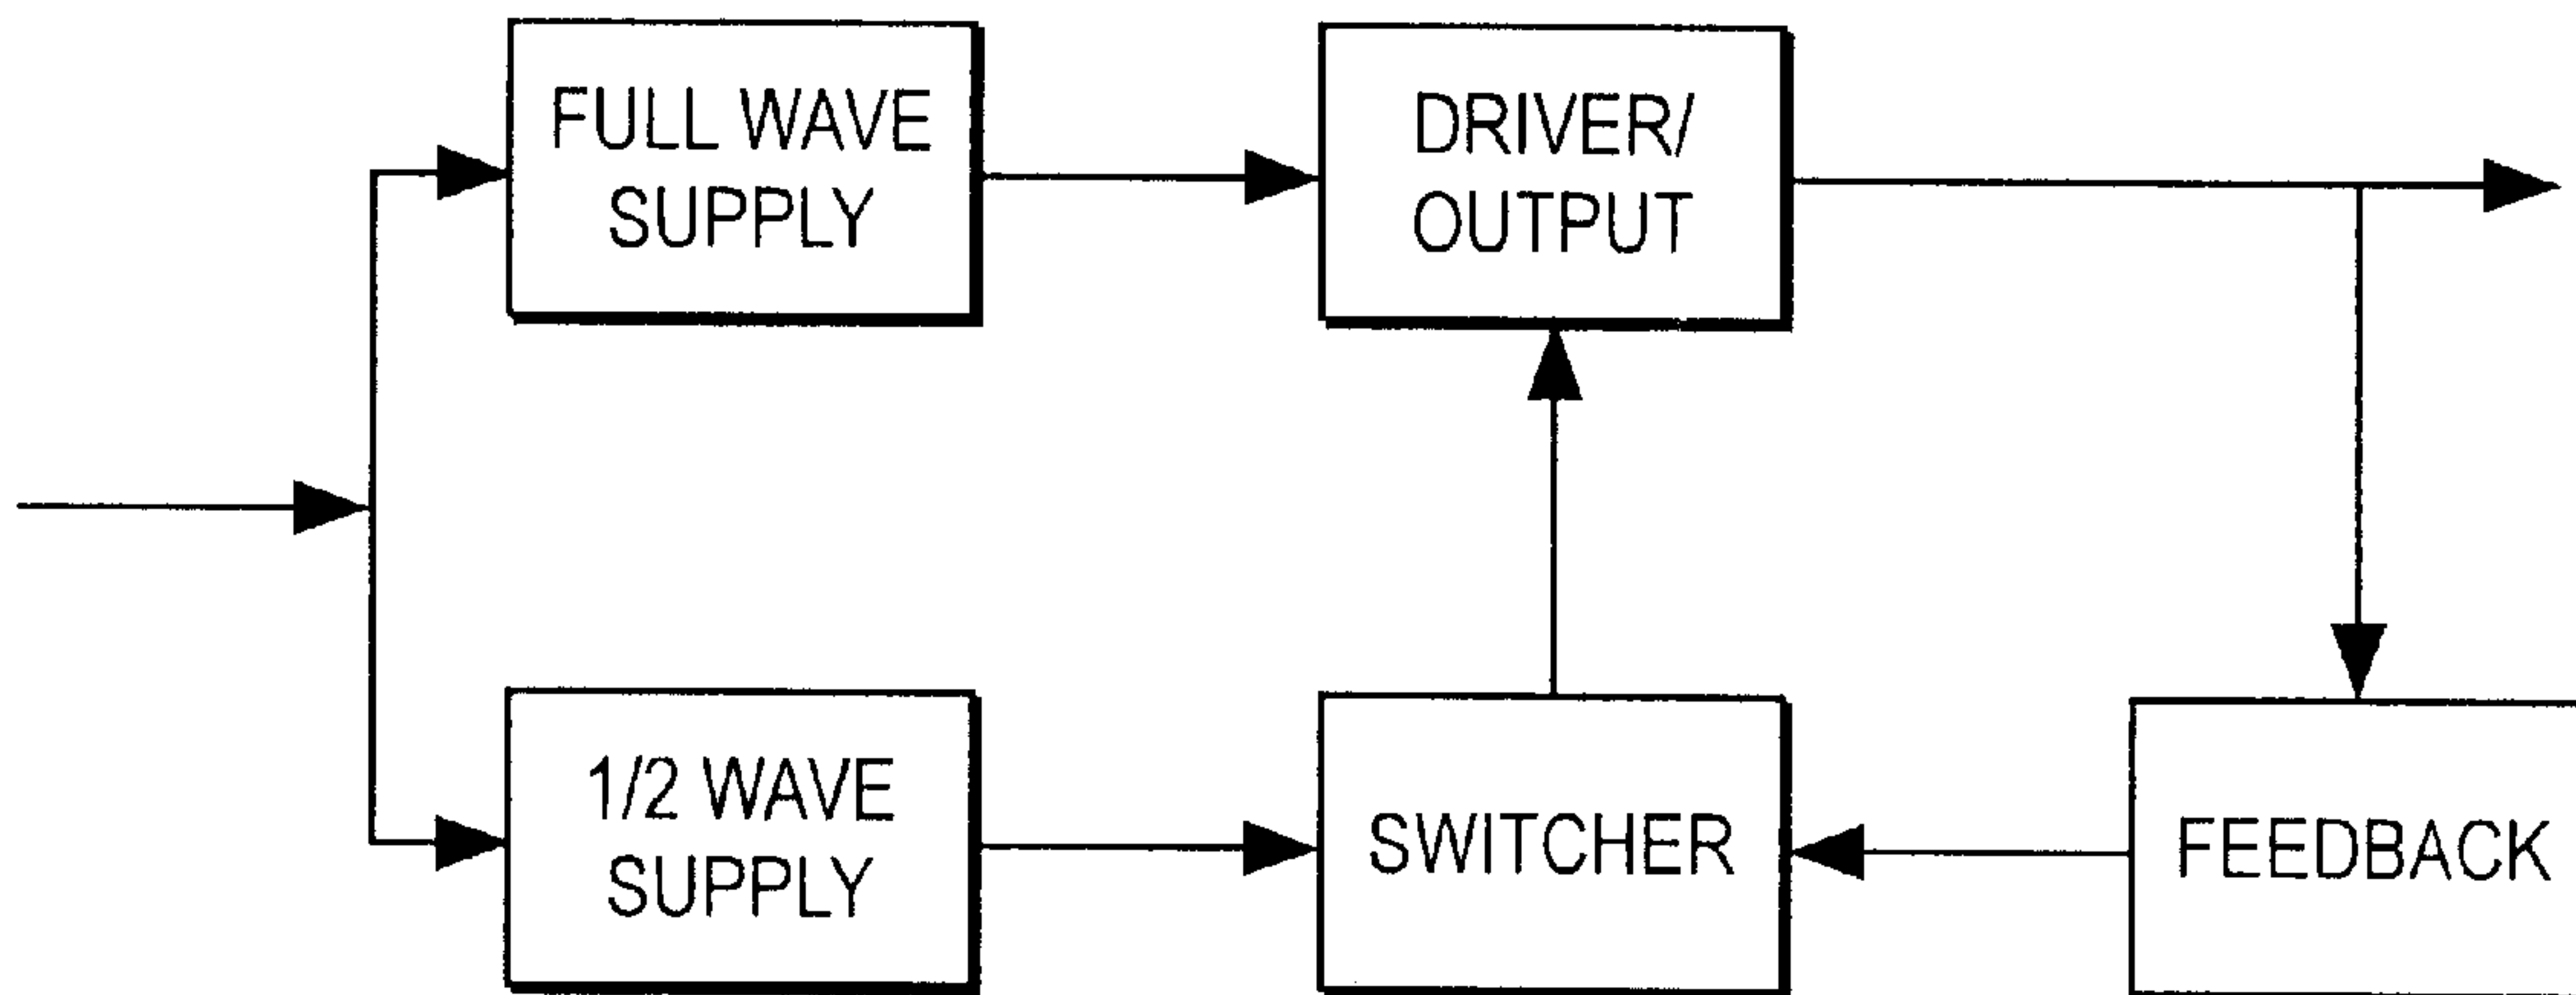 FULL WAVE
SUPPLY
DRIVER/
OUTPUT
1/2 WAVE
SUPPLY
SWITCHER
FEEDBACK